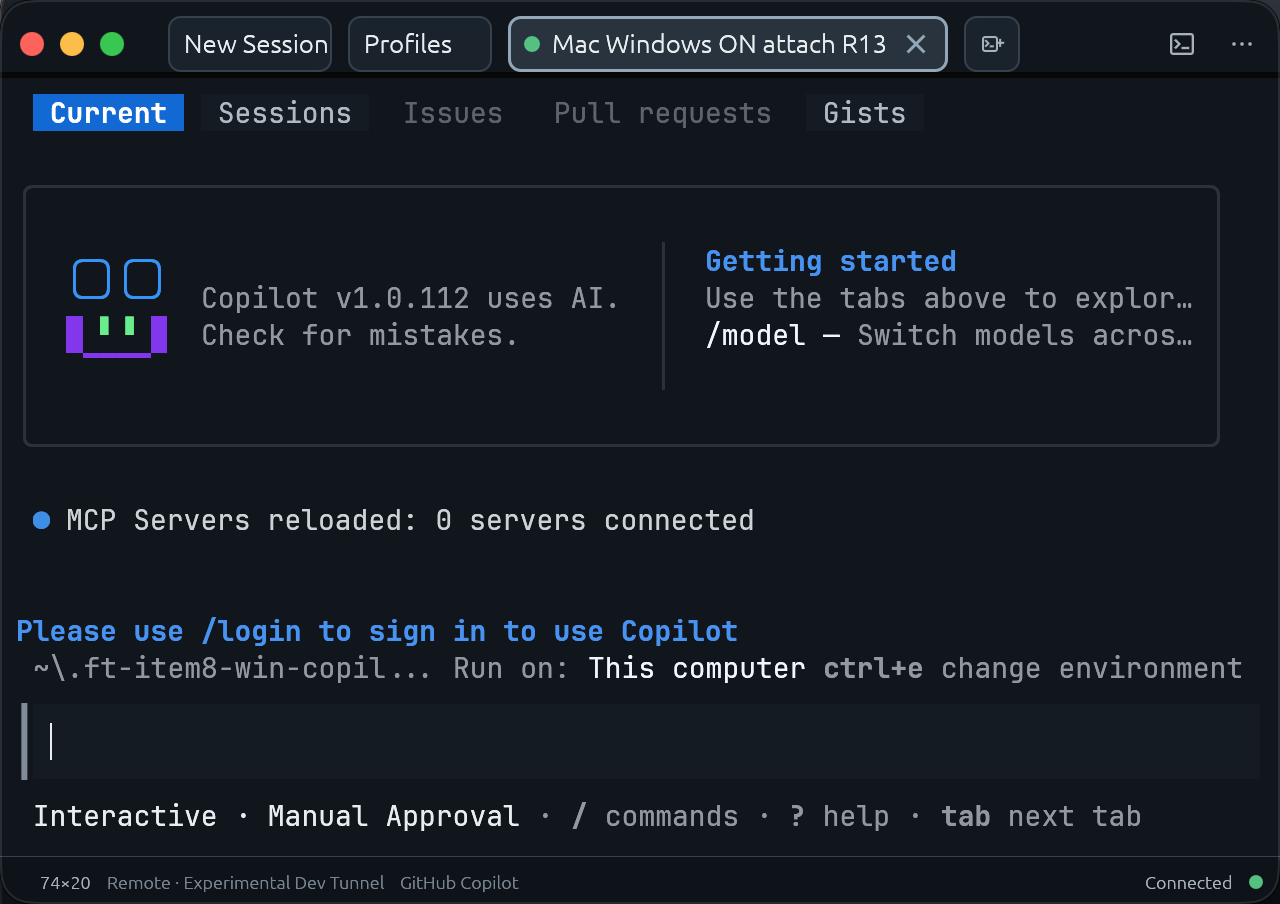 New Session
Profiles
Mac Windows ON attach R13
Current Sessions Issues Pull requests Gists
Copilot v1.0.112 uses AI.
Check for mistakes.
Getting started
Use the tabs above to explor…
/model — Switch models acros…
MCP Servers reloaded: 0 servers connected
Please use /login to sign in to use Copilot
~\.ft-item8-win-copil... Run on: This computer ctrl+e change environment
Interactive · Manual Approval · / commands · ? help · tab next tab
74×20 Remote · Experimental Dev Tunnel GitHub Copilot Connected